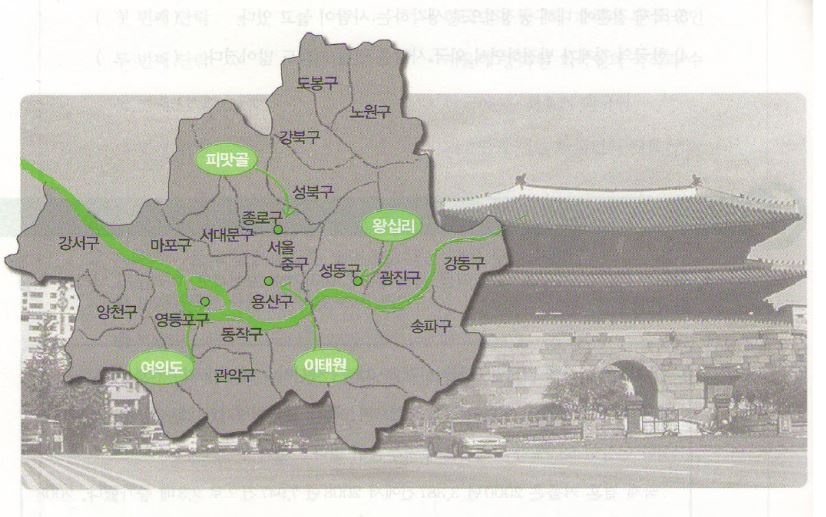 도봉구
노원구
강북구
피맛골
성북구
종로구
왕십리
서대문구
강서구
마포구
서울
중구
성동구
광진구
강동구
용산구
양천구
영등포구
동작구
송파구
여의도
관악구
이태원